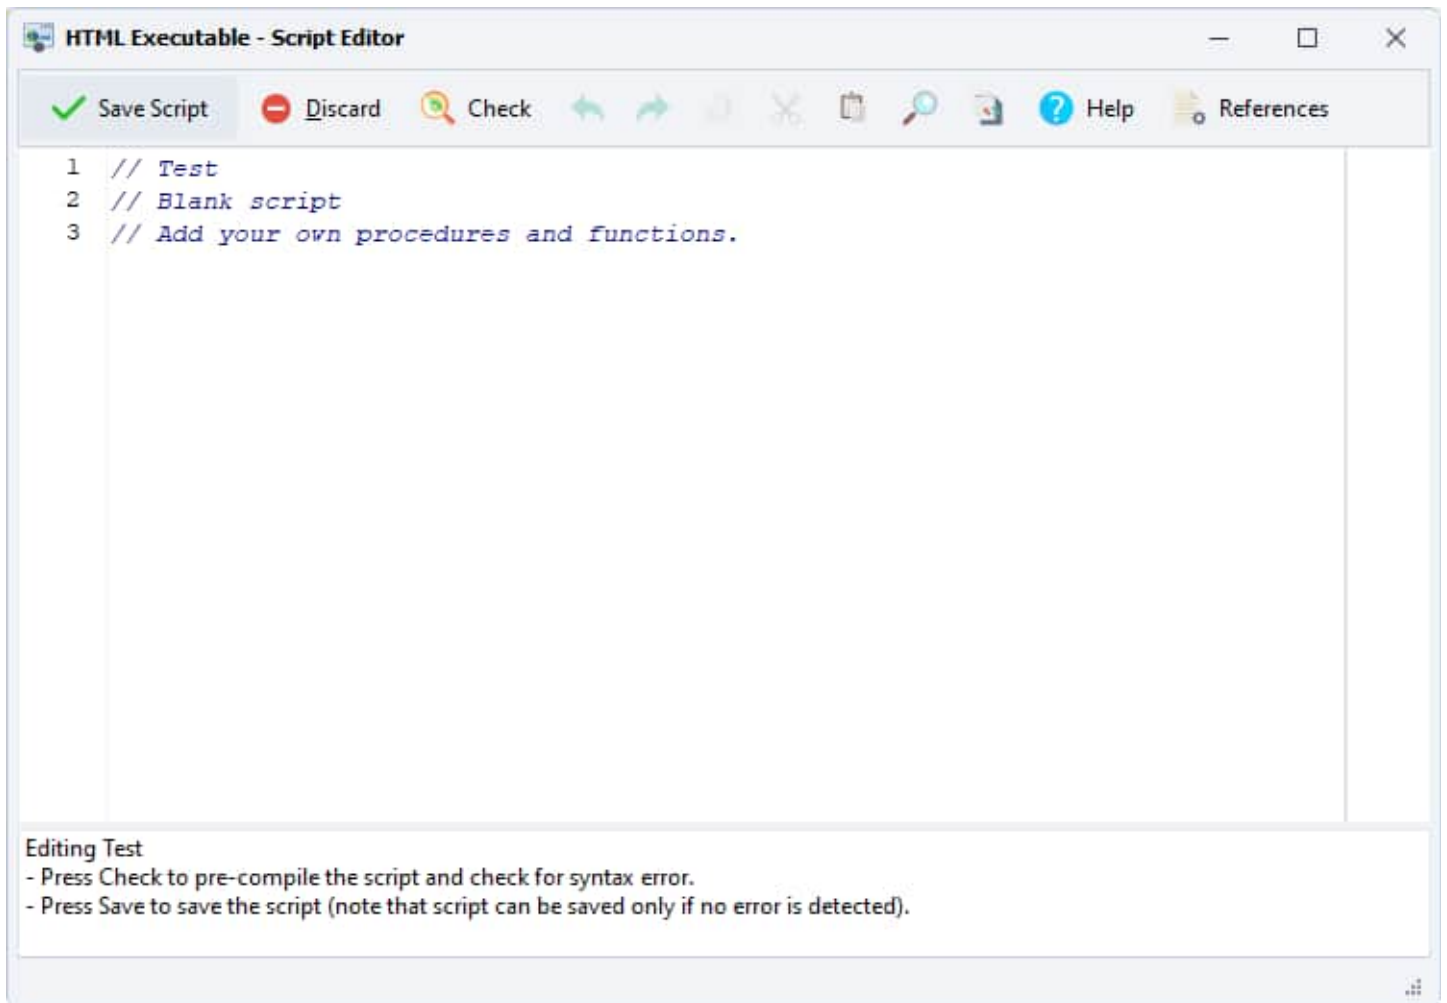 HTML Executable - Script Editor
Save Script Discard Check Help References
1 // Test
2 // Blank script
3 // Add your own procedures and functions.
Editing Test
- Press Check to pre-compile the script and check for syntax error.
- Press Save to save the script (note that script can be saved only if no error is detected).